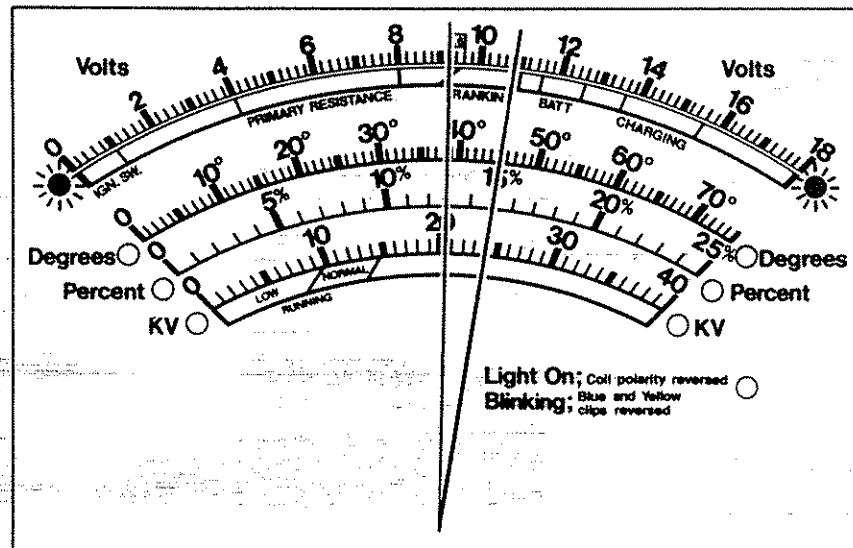 Volts
0 2 4 6 8 10 12 14 16 18
Volts
IGN. SW. PRIMARY RESISTANCE RANKIN BATT CHARGING
0 10° 20° 30° 40° 50° 60° 70°
Degrees
Degrees
0 5% 10% 15% 20% 25%
Percent
Percent
0 10 20 30 40
LOW NORMAL
RUNNING
KV
KV
Light On; Coil polarity reversed
Blinking; Blue and Yellow
clips reversed